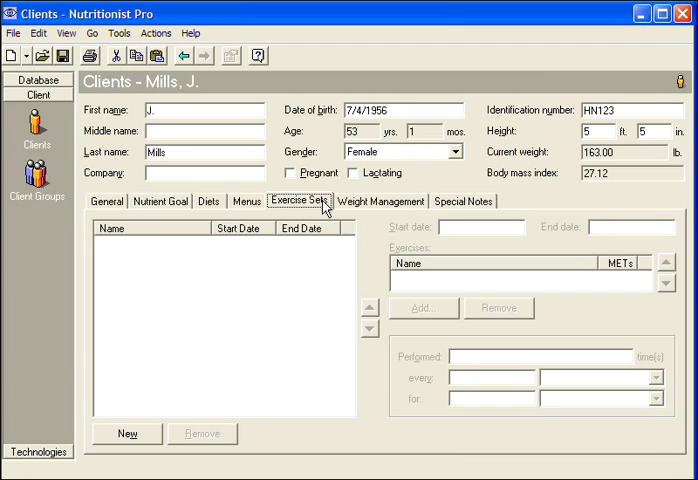 Clients - Nutritionist Pro
File Edit View Go Tools Actions Help
Database
Client
Clients
Client Groups
Technologies
Clients - Mills, J.
First name: J. Date of birth: 7/4/1956 Identification number: HN123
Middle name: Age: 53 yrs. 1 mos. Height: 5 ft. 5 in.
Last name: Mills Gender: Female Current weight: 163.00 lb.
Company: Pregnant Lactating Body mass index: 27.12
General Nutrient Goal Diets Menus Exercise Sets Weight Management Special Notes
Name Start Date End Date
Start date: End date:
Exercises:
Name METs
Add... Remove
Performed: time(s)
every:
for:
New Remove